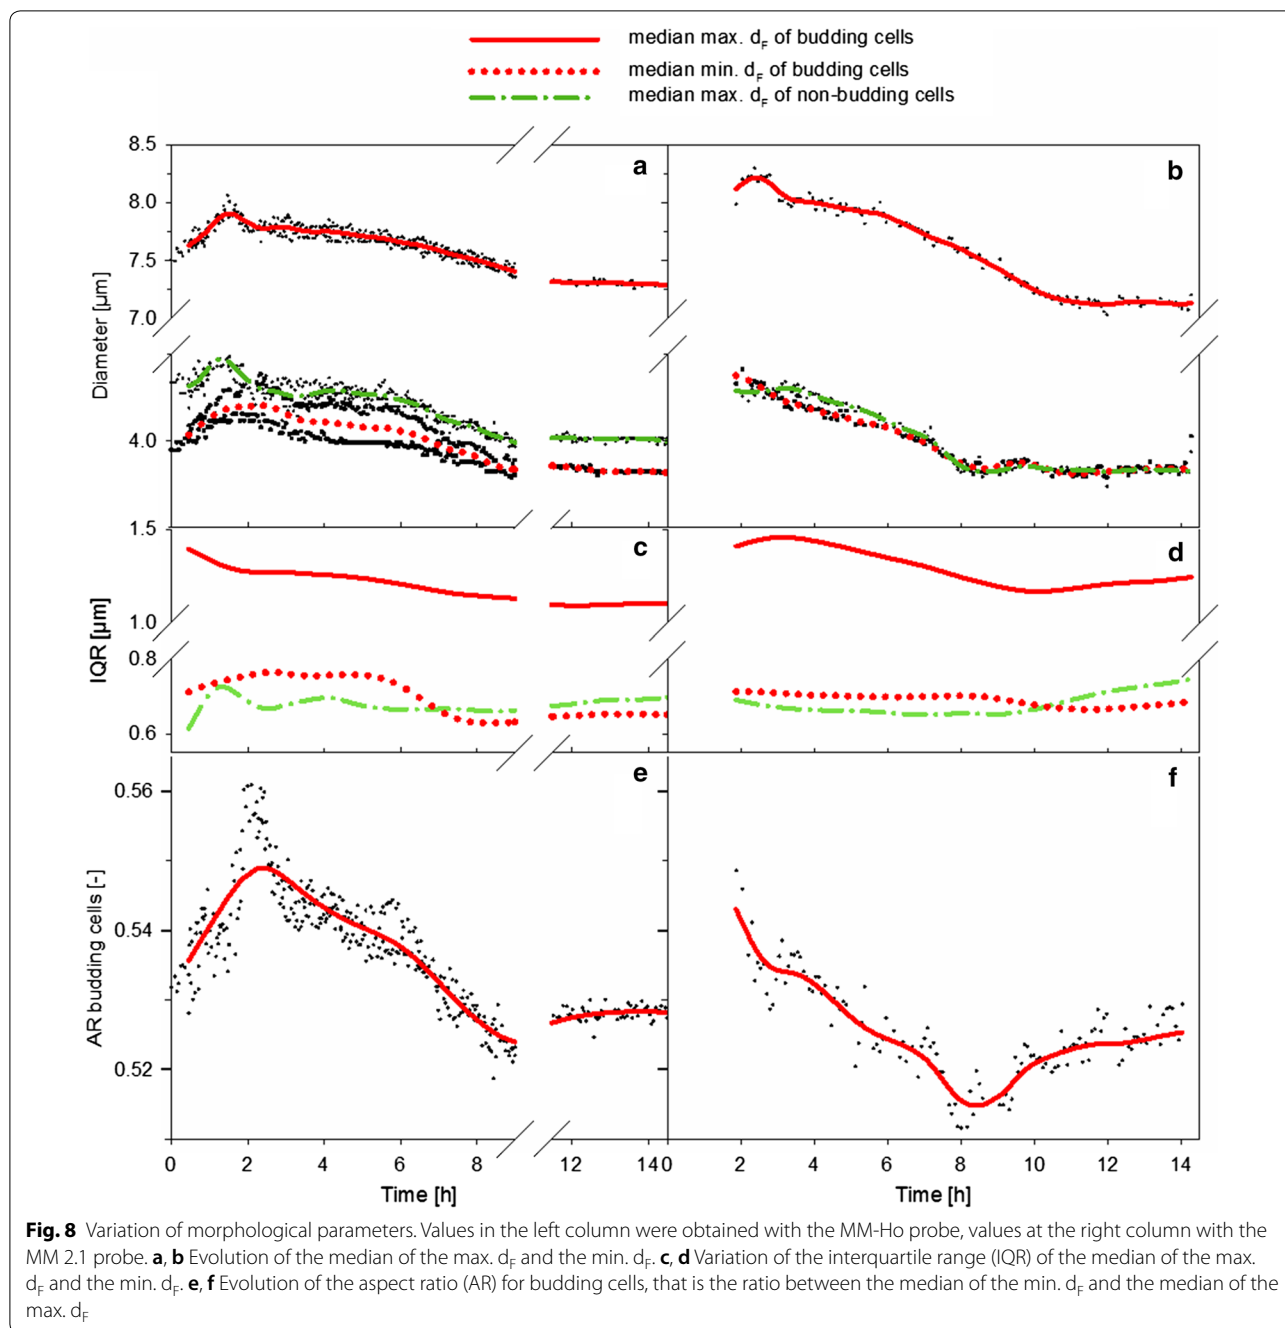 median max. dF of budding cells
median min. dF of budding cells
median max. dF of non-budding cells
8.5
a
b
8.0
7.5
7.0
Diameter [µm]
4.0
1.5
c
d
1.0
IQR [µm]
0.8
0.6
e
f
0.56
0.54
AR budding cells [-]
0.52
0 2 4 6 8 12 14 0 2 4 6 8 10 12 14
Time [h] Time [h]
Fig. 8 Variation of morphological parameters. Values in the left column were obtained with the MM-Ho probe, values at the right column with the
MM 2.1 probe. a, b Evolution of the median of the max. dF and the min. dF. c, d Variation of the interquartile range (IQR) of the median of the max.
dF and the min. dF. e, f Evolution of the aspect ratio (AR) for budding cells, that is the ratio between the median of the min. dF and the median of the
max. dF